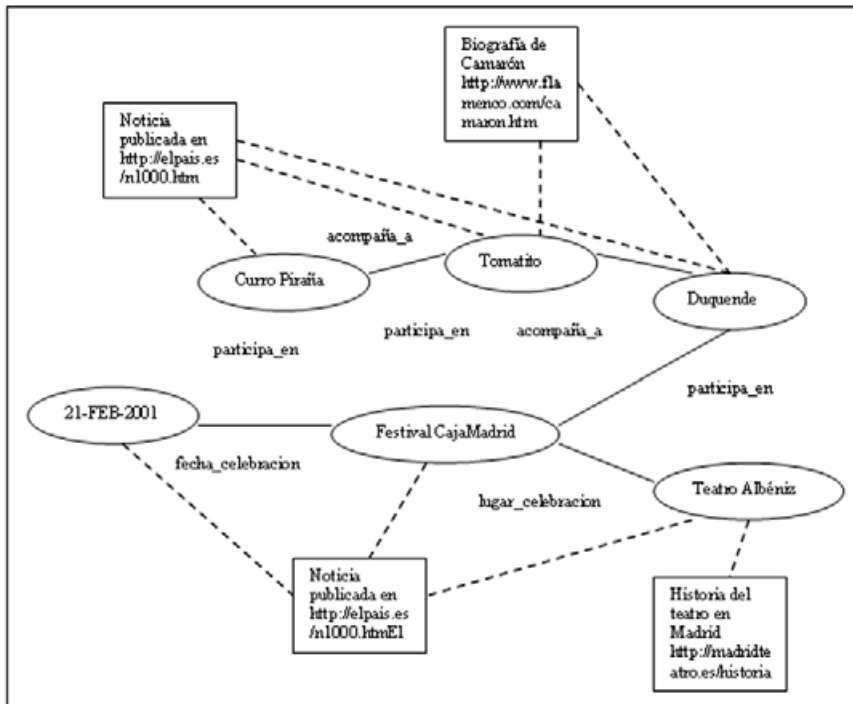 Biografía de
Camarón
http://www.fla
menco.com/ca
maron.htm
Noticia
publicada en
http://elpais.es
/n1000.htm
acompaña_a
Curro Piraña
Tomatito
Duquende
participa_en
participa_en
acompaña_a
participa_en
21-FEB-2001
Festival CajaMadrid
fecha_celebracion
lugar_celebracion
Teatro Albéniz
Noticia
publicada en
http://elpais.es
/n1000.htmEl
Historia del
teatro en
Madrid
http://madridte
atro.es/historia